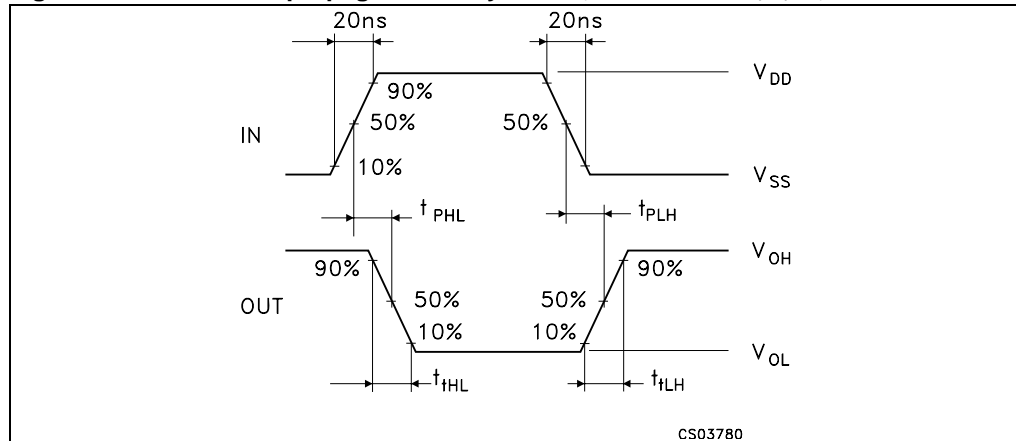 20ns 20ns
V DD
90%
IN 50% 50%
10%
V SS
t PHL t PLH
V OH
90% 90%
OUT 50% 50%
10% 10%
V OL
t tHL t tLH
CS03780